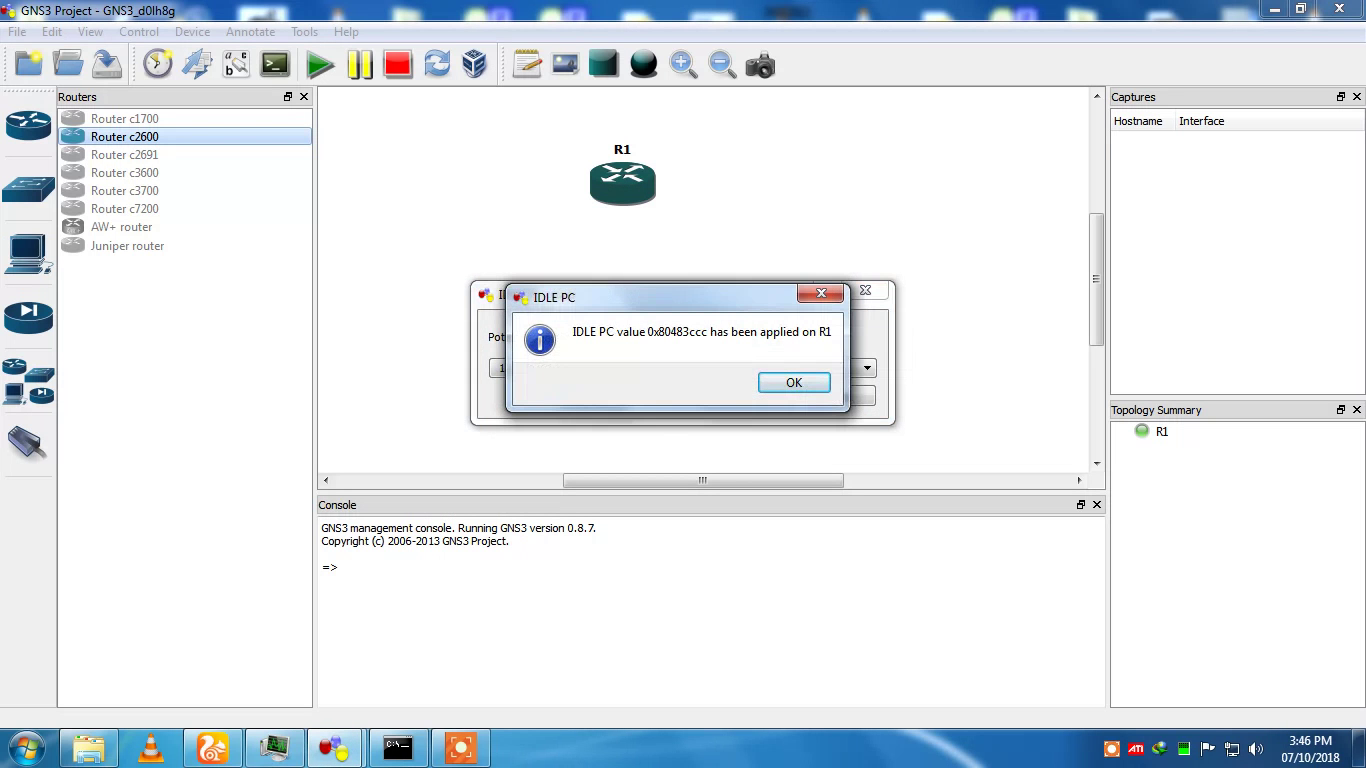 GNS3 Project - GNS3_d0lh8g
File Edit View Control Device Annotate Tools Help
Routers
Router c1700
Router c2600
Router c2691
Router c3600
Router c3700
Router c7200
AW+ router
Juniper router
R1
IDLE PC
IDLE PC value 0x80483ccc has been applied on R1
OK
Console
GNS3 management console. Running GNS3 version 0.8.7.
Copyright (c) 2006-2013 GNS3 Project.
=>
Captures
Hostname Interface
Topology Summary
R1
C:\.
ATI
3:46 PM
07/10/2018